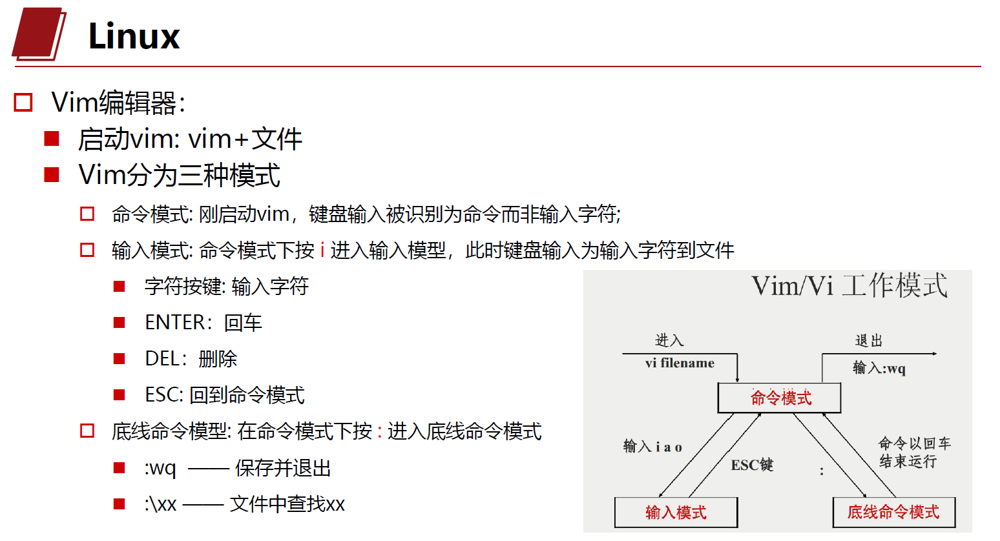 Linux
Vim编辑器：
启动vim: vim+文件
Vim分为三种模式
命令模式: 刚启动vim，键盘输入被识别为命令而非输入字符;
输入模式: 命令模式下按 i 进入输入模型，此时键盘输入为输入字符到文件
字符按键: 输入字符
ENTER：回车
DEL：删除
ESC: 回到命令模式
底线命令模型: 在命令模式下按 : 进入底线命令模式
:wq —— 保存并退出
:\xx —— 文件中查找xx
Vim/Vi 工作模式
进入
vi filename
退出
输入:wq
命令模式
输入 i a o
ESC键
:
命令以回车
结束运行
输入模式
底线命令模式